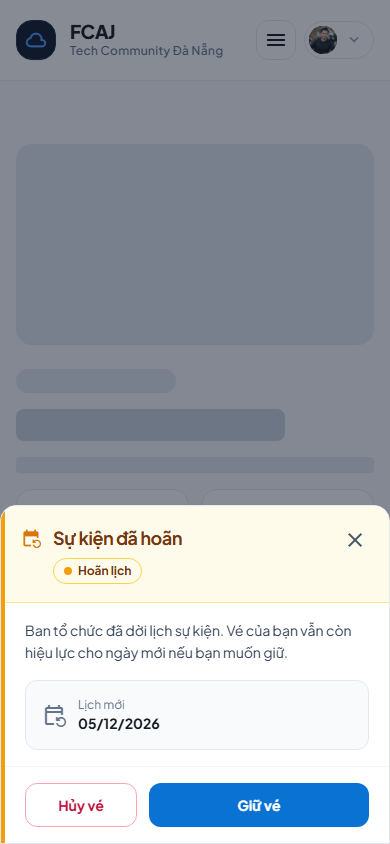 FCAJ
Tech Community Đà Nẵng
Sự kiện đã hoãn
Hoãn lịch
Ban tổ chức đã dời lịch sự kiện. Vé của bạn vẫn còn
hiệu lực cho ngày mới nếu bạn muốn giữ.
Lịch mới
05/12/2026
Hủy vé
Giữ vé